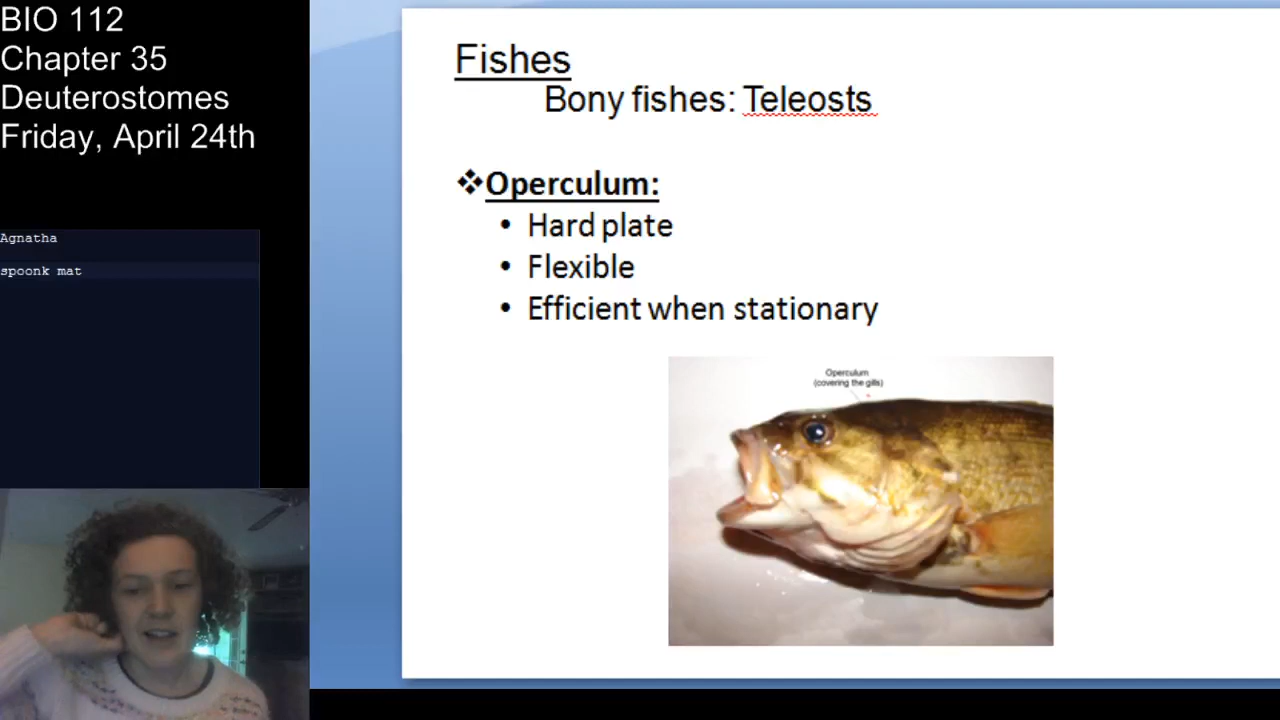 BIO 112
Chapter 35
Deuterostomes
Friday, April 24th
Agnatha
spoonk mat
Fishes
Bony fishes: Teleosts
❖Operculum:
• Hard plate
• Flexible
• Efficient when stationary
Operculum
(covering the gills)